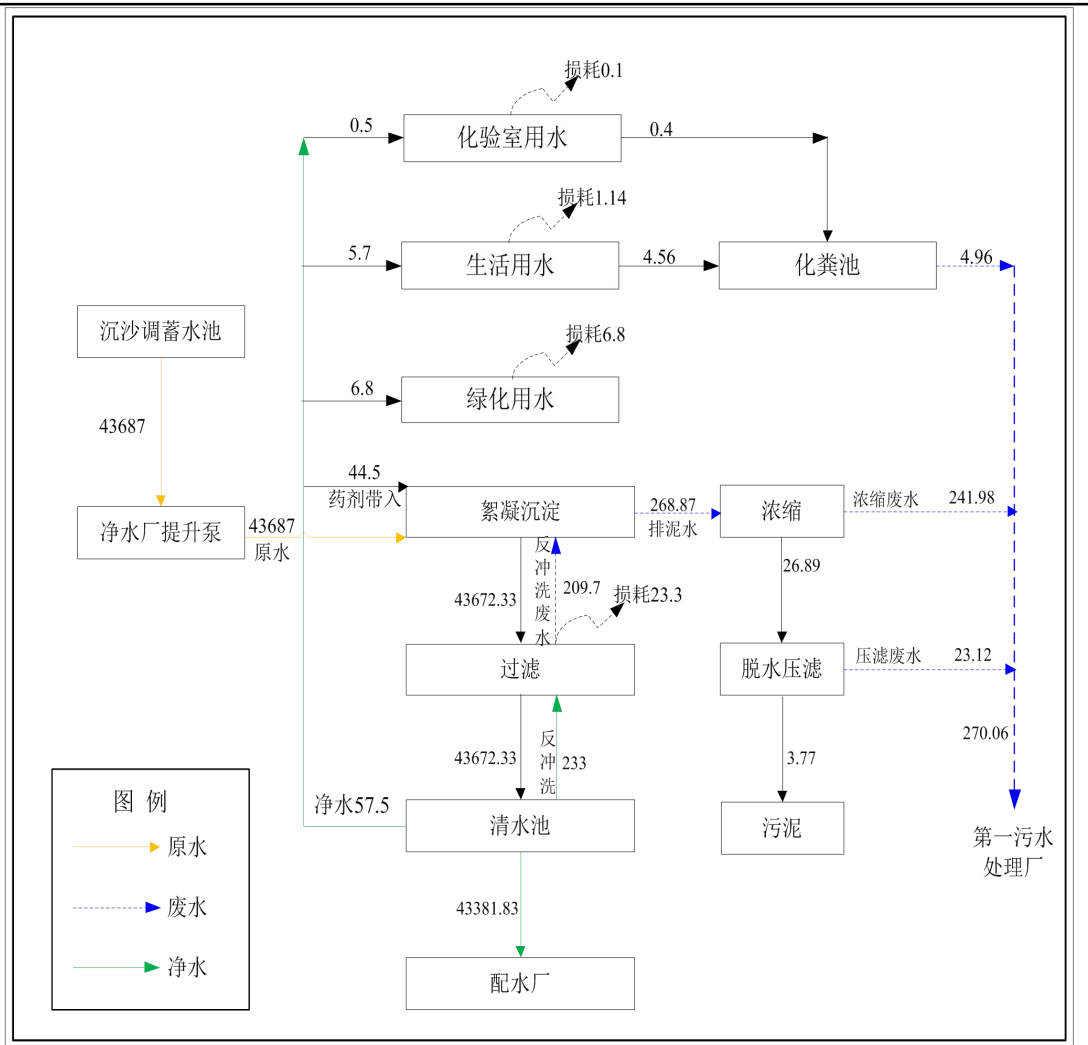 损耗0.1
0.5
化验室用水
0.4
损耗1.14
5.7
生活用水
4.56
化粪池
4.96
沉沙调蓄水池
损耗6.8
6.8
绿化用水
43687
44.5
药剂带入
絮凝沉淀
268.87
排泥水
浓缩
浓缩废水
241.98
净水厂提升泵
43687
原水
反冲洗废水
209.7
43672.33
损耗23.3
26.89
过滤
脱水压滤
压滤废水
23.12
270.06
43672.33
反冲洗
233
3.77
净水57.5
清水池
污泥
第一污水
处理厂
43381.83
配水厂
图 例
原水
废水
净水